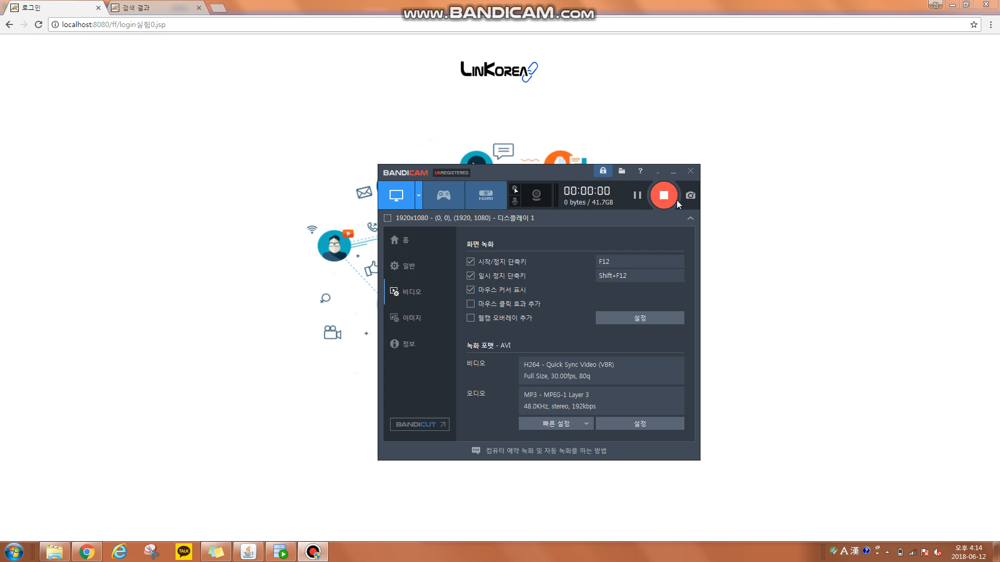 로그인
검색 결과
정
www.BANDICAM.com
localhost:8080/ff/login실험0.jsp
LINKOREA
BANDICAM UNREGISTERED
?
HDMI
00:00:00
0 bytes / 41.7GB
1920x1080 - (0, 0), (1920, 1080) - 디스플레이 1
홈
일반
비디오
이미지
정보
BANDICUT
화면 녹화
시작/정지 단축키 F12
일시 정지 단축키 Shift+F12
마우스 커서 표시
마우스 클릭 효과 추가
웹캠 오버레이 추가 설정
녹화 포맷 - AVI
비디오
H264 - Quick Sync Video (VBR)
Full Size, 30.00fps, 80q
오디오
MP3 - MPEG-1 Layer 3
48.0KHz, stereo, 192kbps
빠른 설정 설정
컴퓨터 예약 녹화 및 자동 녹화를 하는 방법
TALK
A 漢 ?
오후 4:14
2018-06-12